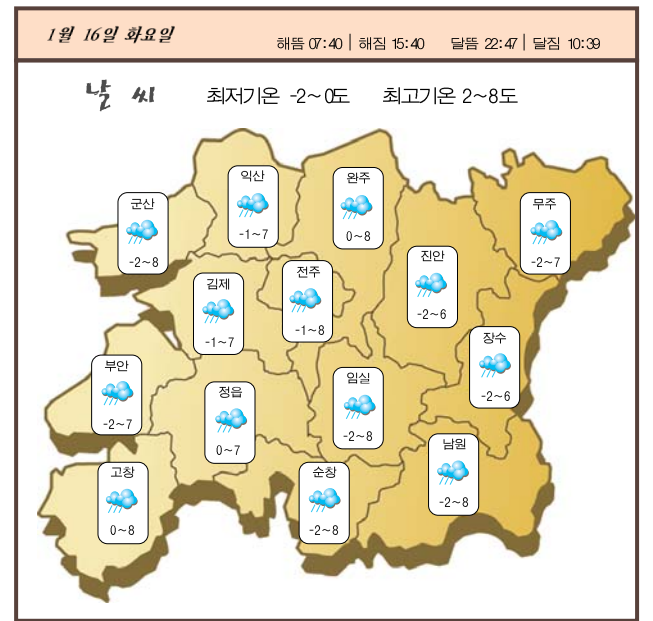 1월 16일 화요일
해뜸 07:40 | 해짐 15:40 달뜸 22:47 | 달짐 10:39
날 씨 최저기온 -2~0도 최고기온 2~8도
익산
-1~7
완주
0~8
군산
-2~8
무주
-2~7
진안
-2~6
전주
-1~8
김제
-1~7
장수
-2~6
부안
-2~7
임실
-2~8
정읍
0~7
남원
-2~8
고창
0~8
순창
-2~8